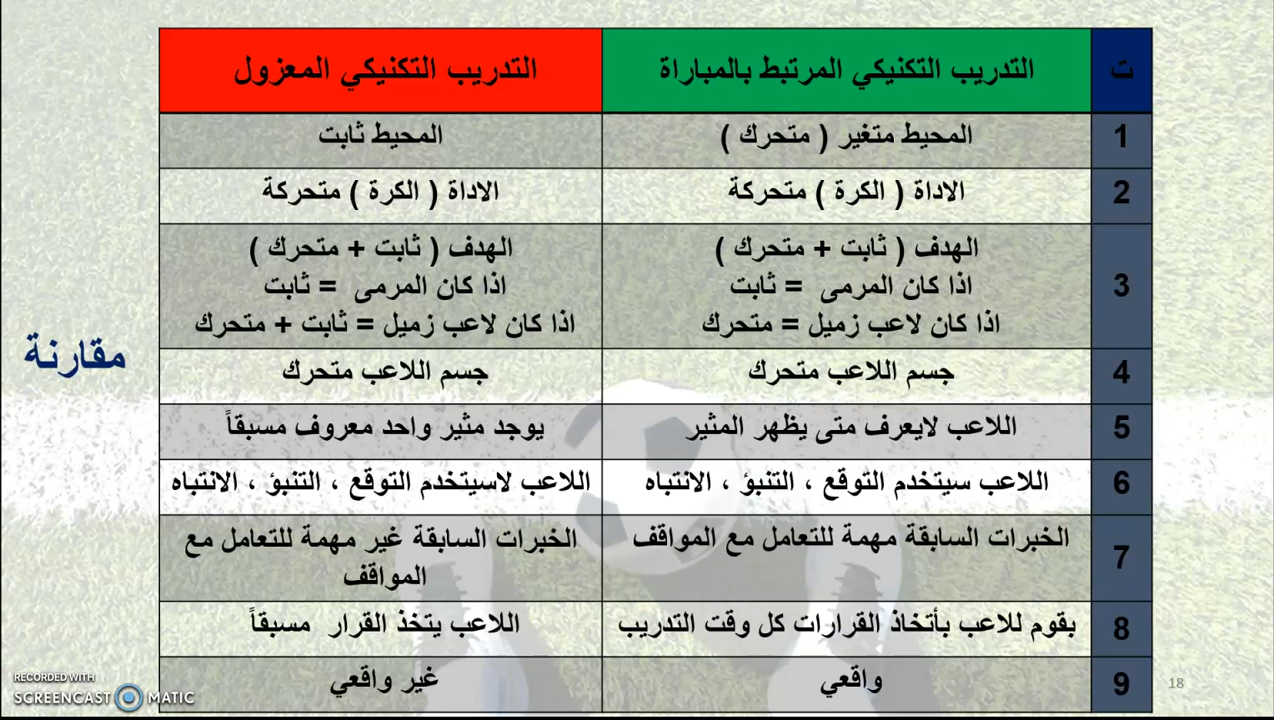 ت التدريب التكنيكي المرتبط بالمباراة التدريب التكنيكي المعزول
1 المحيط متغير ( متحرك ) المحيط ثابت
2 الاداة ( الكرة ) متحركة الاداة ( الكرة ) متحركة
3 الهدف ( ثابت + متحرك ) الهدف ( ثابت + متحرك )
اذا كان المرمى = ثابت اذا كان المرمى = ثابت
اذا كان لاعب زميل = متحرك اذا كان لاعب زميل = ثابت + متحرك
4 جسم اللاعب متحرك جسم اللاعب متحرك
5 اللاعب لايعرف متى يظهر المثير يوجد مثير واحد معروف مسبقاً
6 اللاعب سيتخدم التوقع ، التنبؤ ، الانتباه اللاعب لاسيتخدم التوقع ، التنبؤ ، الانتباه
7 الخبرات السابقة مهمة للتعامل مع المواقف الخبرات السابقة غير مهمة للتعامل مع
المواقف
8 بقوم للاعب بأتخاذ القرارات كل وقت التدريب اللاعب يتخذ القرار مسبقاً
9 واقعي غير واقعي
مقارنة
18
RECORDED WITH
SCREENCAST MATIC